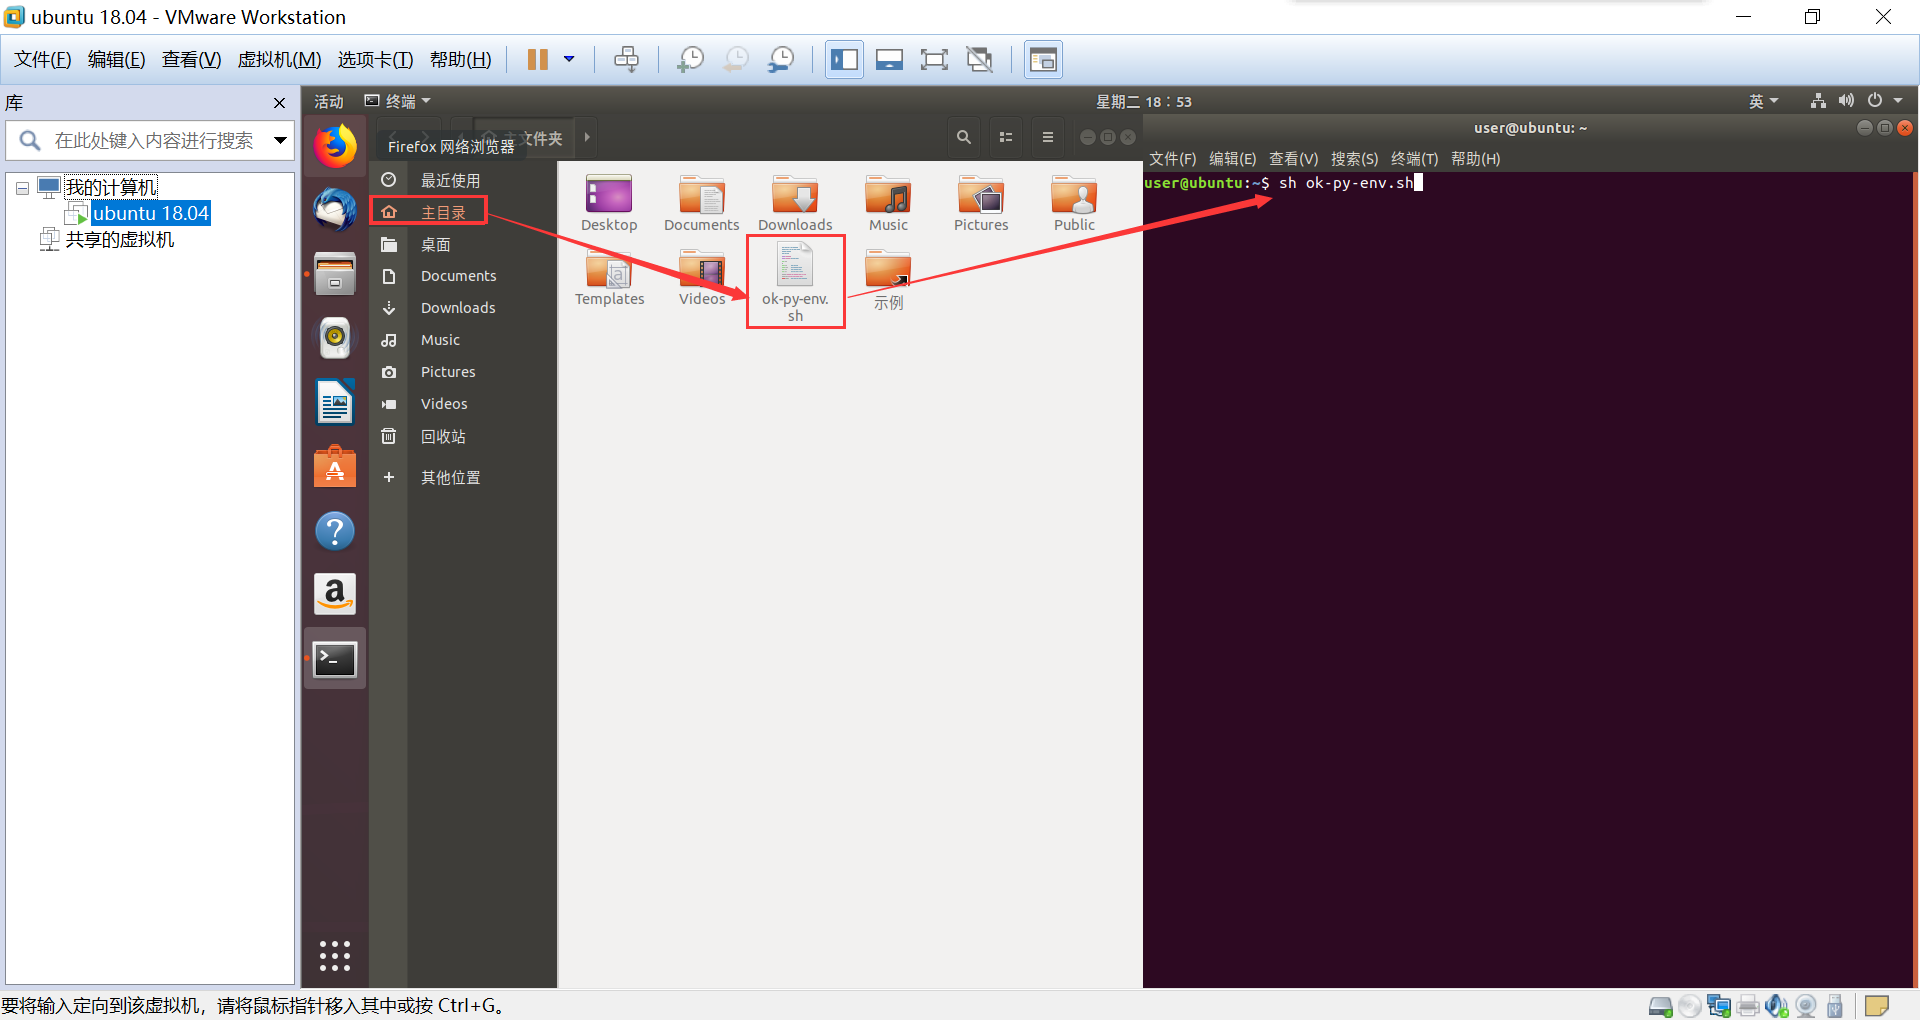 ubuntu 18.04 - VMware Workstation
文件(F) 编辑(E) 查看(V) 虚拟机(M) 选项卡(T) 帮助(H)
库
在此处键入内容进行搜索
我的计算机
ubuntu 18.04
共享的虚拟机
活动 终端 星期二 18：53 英
主文件夹
Firefox 网络浏览器
最近使用
主目录
桌面
Documents
Downloads
Music
Pictures
Videos
回收站
其他位置
Desktop Documents Downloads Music Pictures Public
Templates Videos ok-py-env.
sh
示例
user@ubuntu: ~
文件(F) 编辑(E) 查看(V) 搜索(S) 终端(T) 帮助(H)
user@ubuntu:~$ sh ok-py-env.sh
要将输入定向到该虚拟机，请将鼠标指针移入其中或按 Ctrl+G。